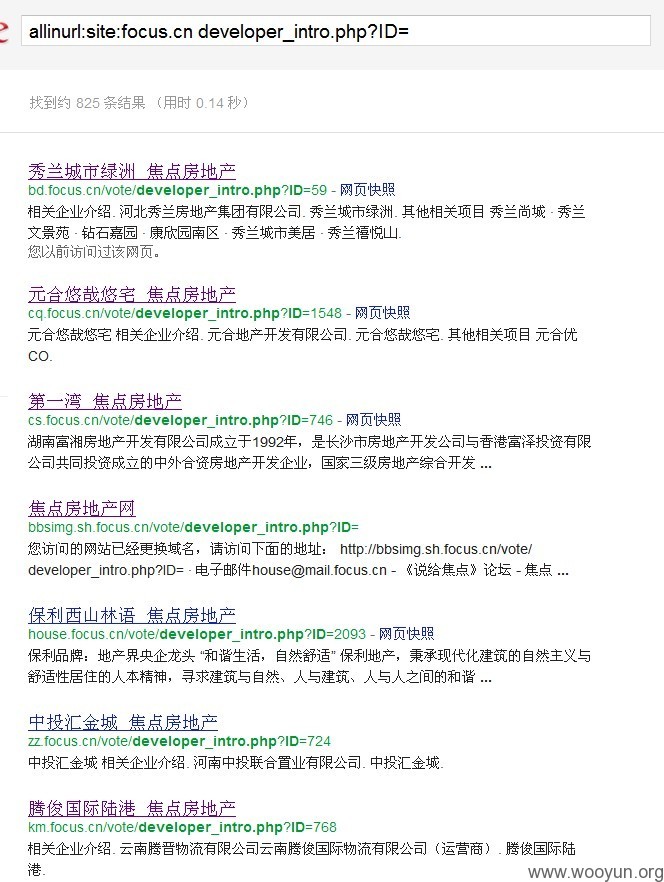 e
allinurl:site:focus.cn developer_intro.php?ID=
找到约 825 条结果 （用时 0.14 秒）
秀兰城市绿洲_焦点房地产
bd.focus.cn/vote/developer_intro.php?ID=59 - 网页快照
相关企业介绍. 河北秀兰房地产集团有限公司. 秀兰城市绿洲. 其他相关项目 秀兰尚城 · 秀兰
文景苑 · 钻石嘉园 · 康欣园南区 · 秀兰城市美居 · 秀兰禧悦山.
您以前访问过该网页。
元合悠哉悠宅_焦点房地产
cq.focus.cn/vote/developer_intro.php?ID=1548 - 网页快照
元合悠哉悠宅 相关企业介绍. 元合地产开发有限公司. 元合悠哉悠宅. 其他相关项目 元合优
CO.
第一湾_焦点房地产
cs.focus.cn/vote/developer_intro.php?ID=746 - 网页快照
湖南富湘房地产开发有限公司成立于1992年，是长沙市房地产开发公司与香港富泽投资有限
公司共同投资成立的中外合资房地产开发企业，国家三级房地产综合开发 ...
焦点房地产网
bbsimg.sh.focus.cn/vote/developer_intro.php?ID=
您访问的网站已经更换域名，请访问下面的地址： http://bbsimg.sh.focus.cn/vote/
developer_intro.php?ID= · 电子邮件house@mail.focus.cn - 《说给焦点》论坛 - 焦点 ...
保利西山林语_焦点房地产
house.focus.cn/vote/developer_intro.php?ID=2093 - 网页快照
保利品牌：地产界央企龙头 “和谐生活，自然舒适” 保利地产，秉承现代化建筑的自然主义与
舒适性居住的人本精神，寻求建筑与自然、人与建筑、人与人之间的和谐 ...
中投汇金城_焦点房地产
zz.focus.cn/vote/developer_intro.php?ID=724
中投汇金城 相关企业介绍. 河南中投联合置业有限公司. 中投汇金城.
腾俊国际陆港_焦点房地产
km.focus.cn/vote/developer_intro.php?ID=768
相关企业介绍. 云南腾晋物流有限公司云南腾俊国际物流有限公司（运营商）. 腾俊国际陆
港.
www.wooyun.org